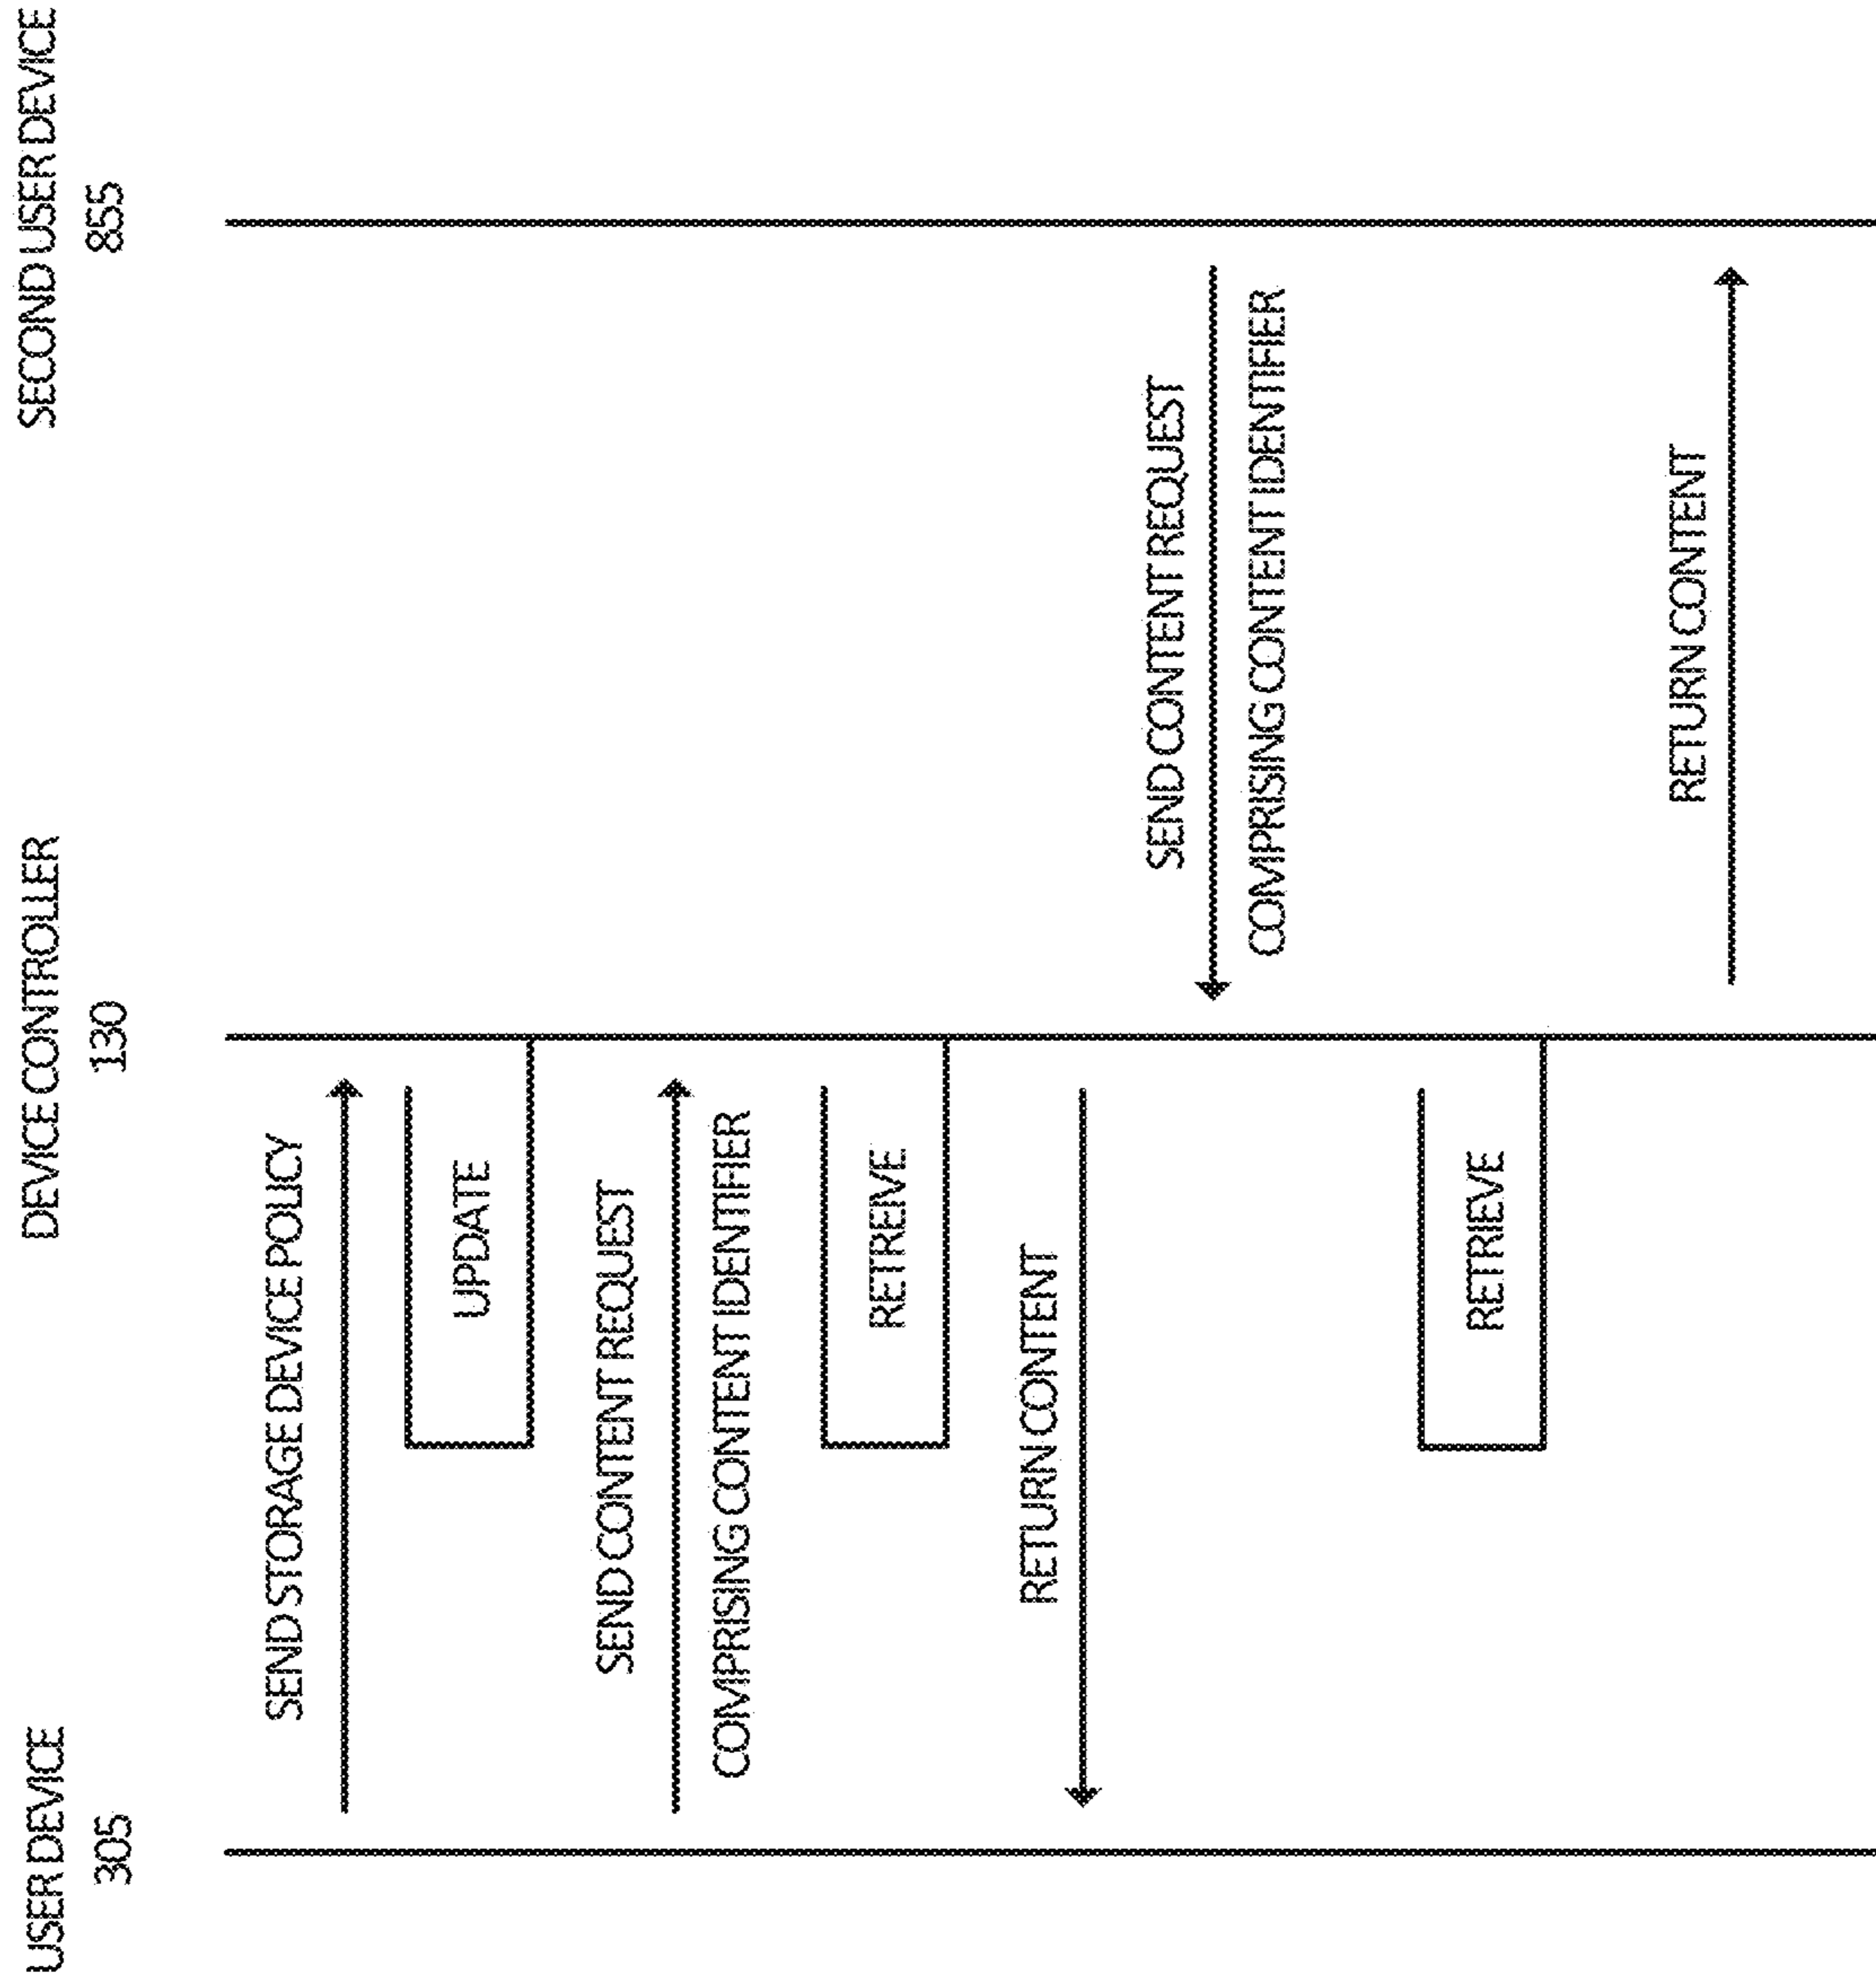 USER DEVICE
305
DEVICE CONTROLLER
130
SECOND USER DEVICE
855
SEND STORAGE DEVICE POLICY
UPDATE
SEND CONTENT REQUEST
COMPRISING CONTENT IDENTIFIER
RETREIVE
RETURN CONTENT
SEND CONTENT REQUEST
COMPRISING CONTENT IDENTIFIER
RETRIEVE
RETURN CONTENT